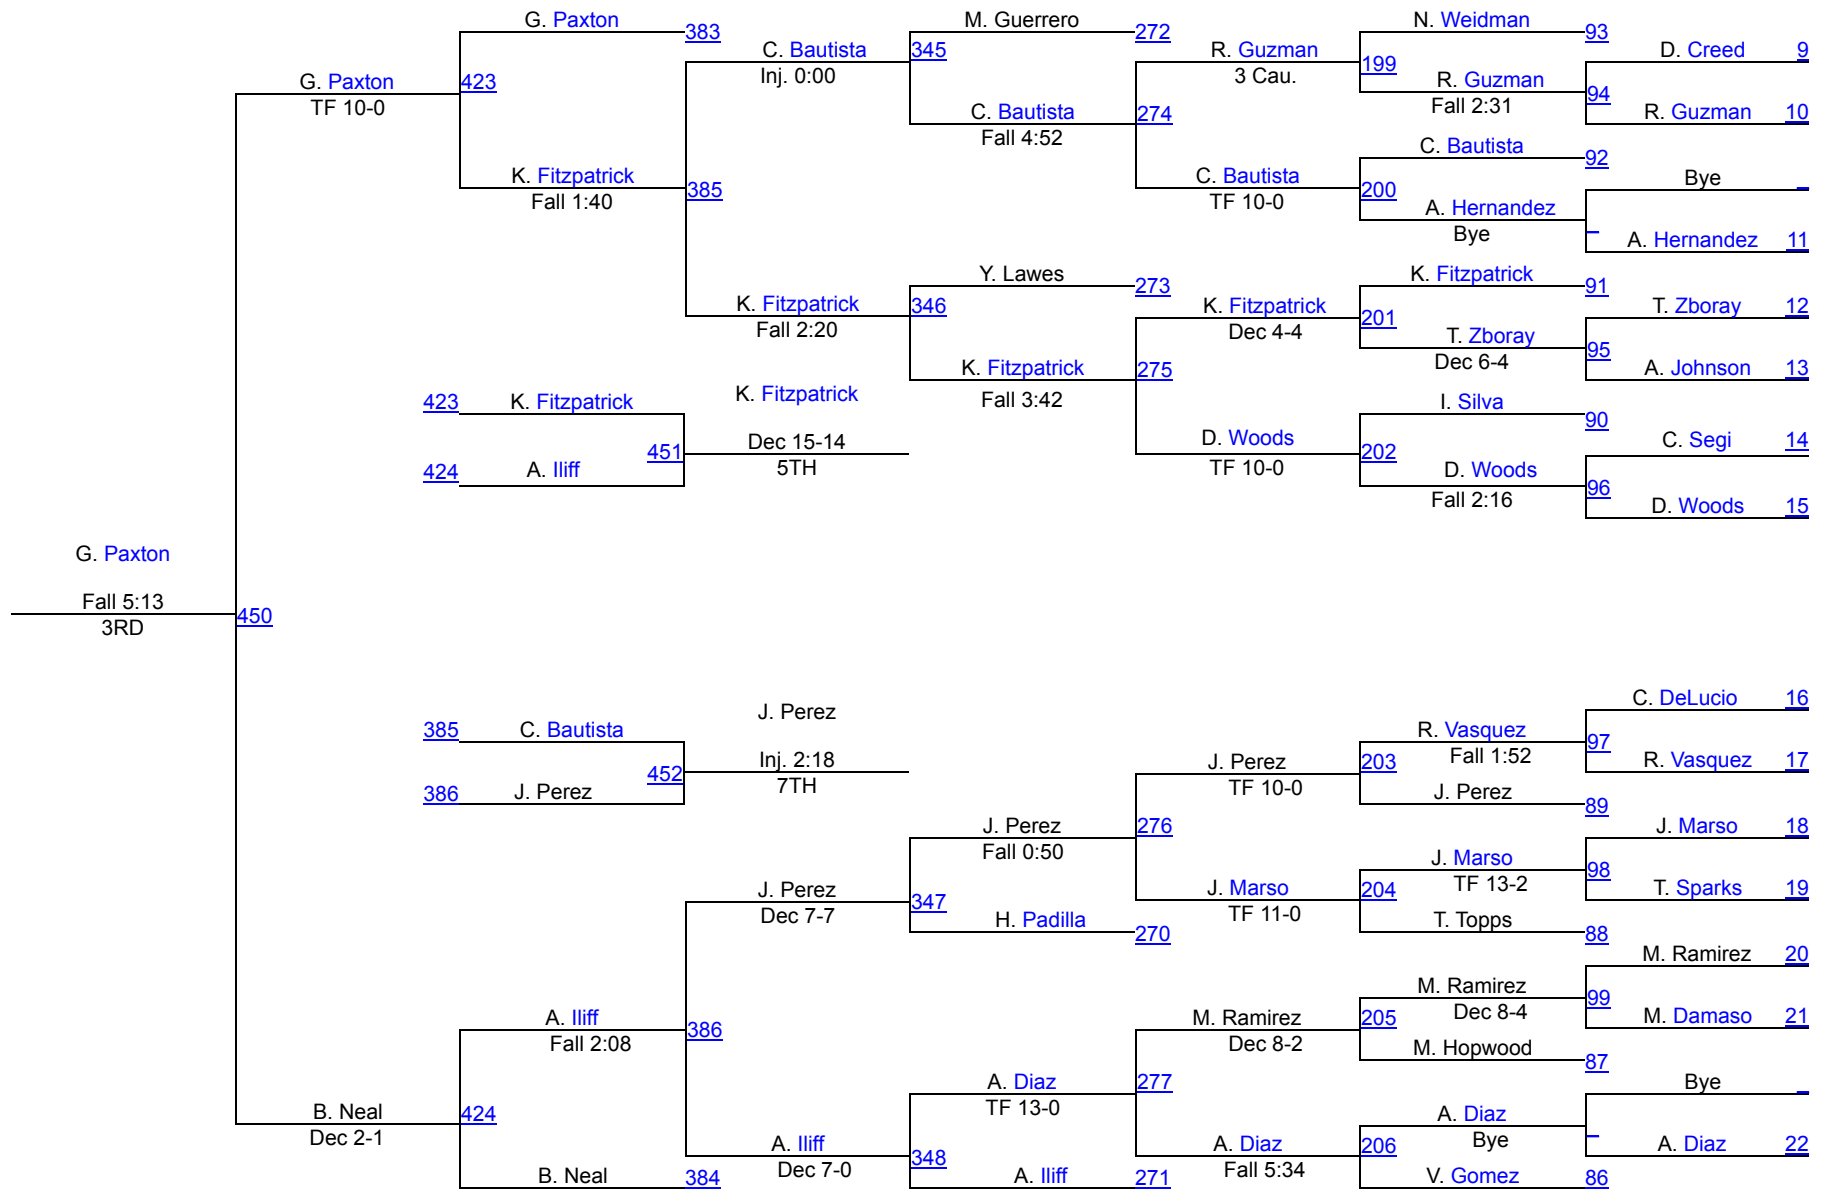 G. Paxton 383
M. Guerrero 272
N. Weidman 93
C. Bautista 345
Inj. 0:00
R. Guzman 199
3 Cau.
D. Creed 9
G. Paxton 423
TF 10-0
R. Guzman 94
Fall 2:31
C. Bautista 274
Fall 4:52
R. Guzman 10
C. Bautista 92
K. Fitzpatrick 385
Fall 1:40
C. Bautista 200
TF 10-0
Bye
A. Hernandez
Bye
A. Hernandez 11
Y. Lawes 273
K. Fitzpatrick 91
K. Fitzpatrick 346
Fall 2:20
K. Fitzpatrick 201
Dec 4-4
T. Zboray 12
T. Zboray 95
Dec 6-4
K. Fitzpatrick 275
Fall 3:42
A. Johnson 13
423 K. Fitzpatrick
K. Fitzpatrick
I. Silva 90
451 Dec 15-14
5TH
D. Woods 202
TF 10-0
C. Segi 14
424 A. Iliff
D. Woods 96
Fall 2:16
D. Woods 15
G. Paxton
Fall 5:13
3RD
450
C. DeLucio 16
J. Perez
385 C. Bautista
R. Vasquez 97
Fall 1:52
452 Inj. 2:18
7TH
J. Perez 203
TF 10-0
R. Vasquez 17
386 J. Perez
J. Perez 89
J. Perez 276
Fall 0:50
J. Marso 18
J. Marso 98
TF 13-2
J. Perez 347
Dec 7-7
J. Marso 204
TF 11-0
T. Sparks 19
H. Padilla 270
T. Topps 88
M. Ramirez 20
M. Ramirez 99
Dec 8-4
A. Iliff 386
Fall 2:08
M. Ramirez 205
Dec 8-2
M. Damaso 21
M. Hopwood 87
A. Diaz 277
TF 13-0
Bye
B. Neal 424
Dec 2-1
A. Diaz
Bye
A. Iliff 348
Dec 7-0
A. Diaz 206
Fall 5:34
A. Diaz 22
B. Neal 384
A. Iliff 271
V. Gomez 86